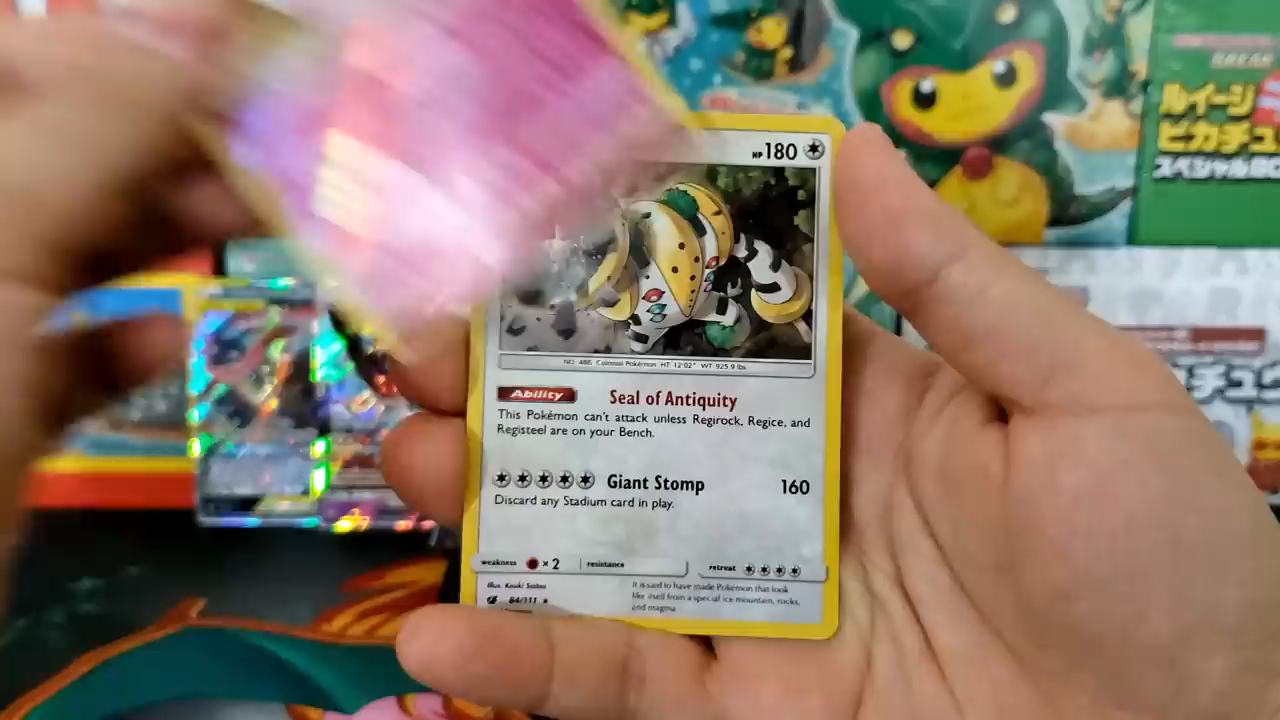 BREAK
ルイージ
ピカチュ
スペシャルBO
HP 180
NO. 486 Colossal Pokémon HT 12'02" WT 925.9 lbs.
Ability Seal of Antiquity
This Pokémon can't attack unless Regirock, Regice, and
Registeel are on your Bench.
Giant Stomp 160
Discard any Stadium card in play.
weakness ×2 resistance retreat
Illus. Kouki Saitou
84/111
It is said to have made Pokémon that look
like itself from a special ice mountain, rocks,
and magma.
チュウ